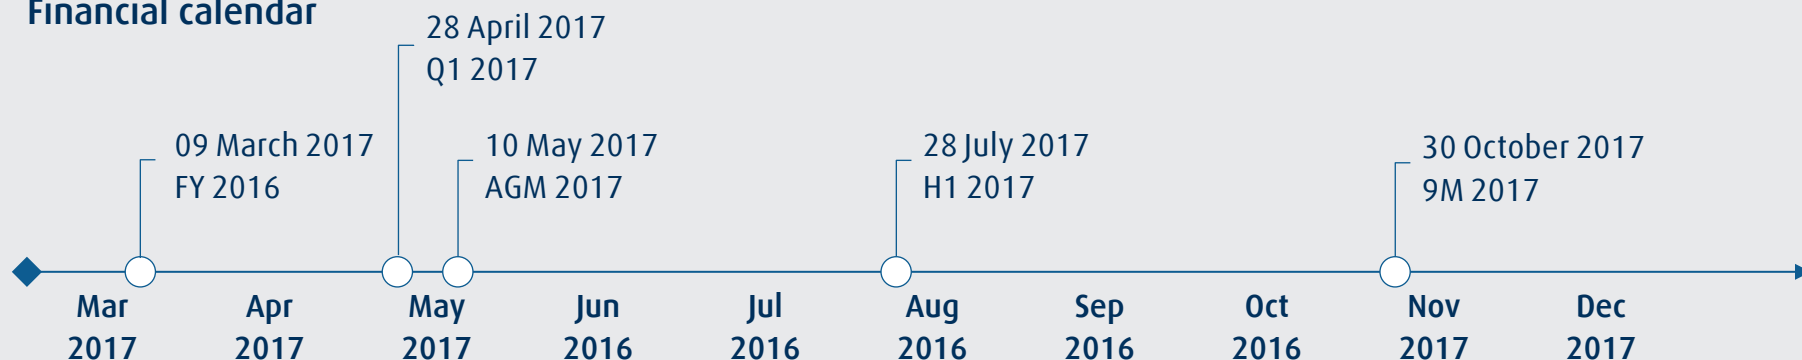 Financial calendar
28 April 2017
Q1 2017
09 March 2017
FY 2016
10 May 2017
AGM 2017
28 July 2017
H1 2017
30 October 2017
9M 2017
Mar Apr May Jun Jul Aug Sep Oct Nov Dec
2017 2017 2017 2016 2016 2016 2016 2016 2017 2017